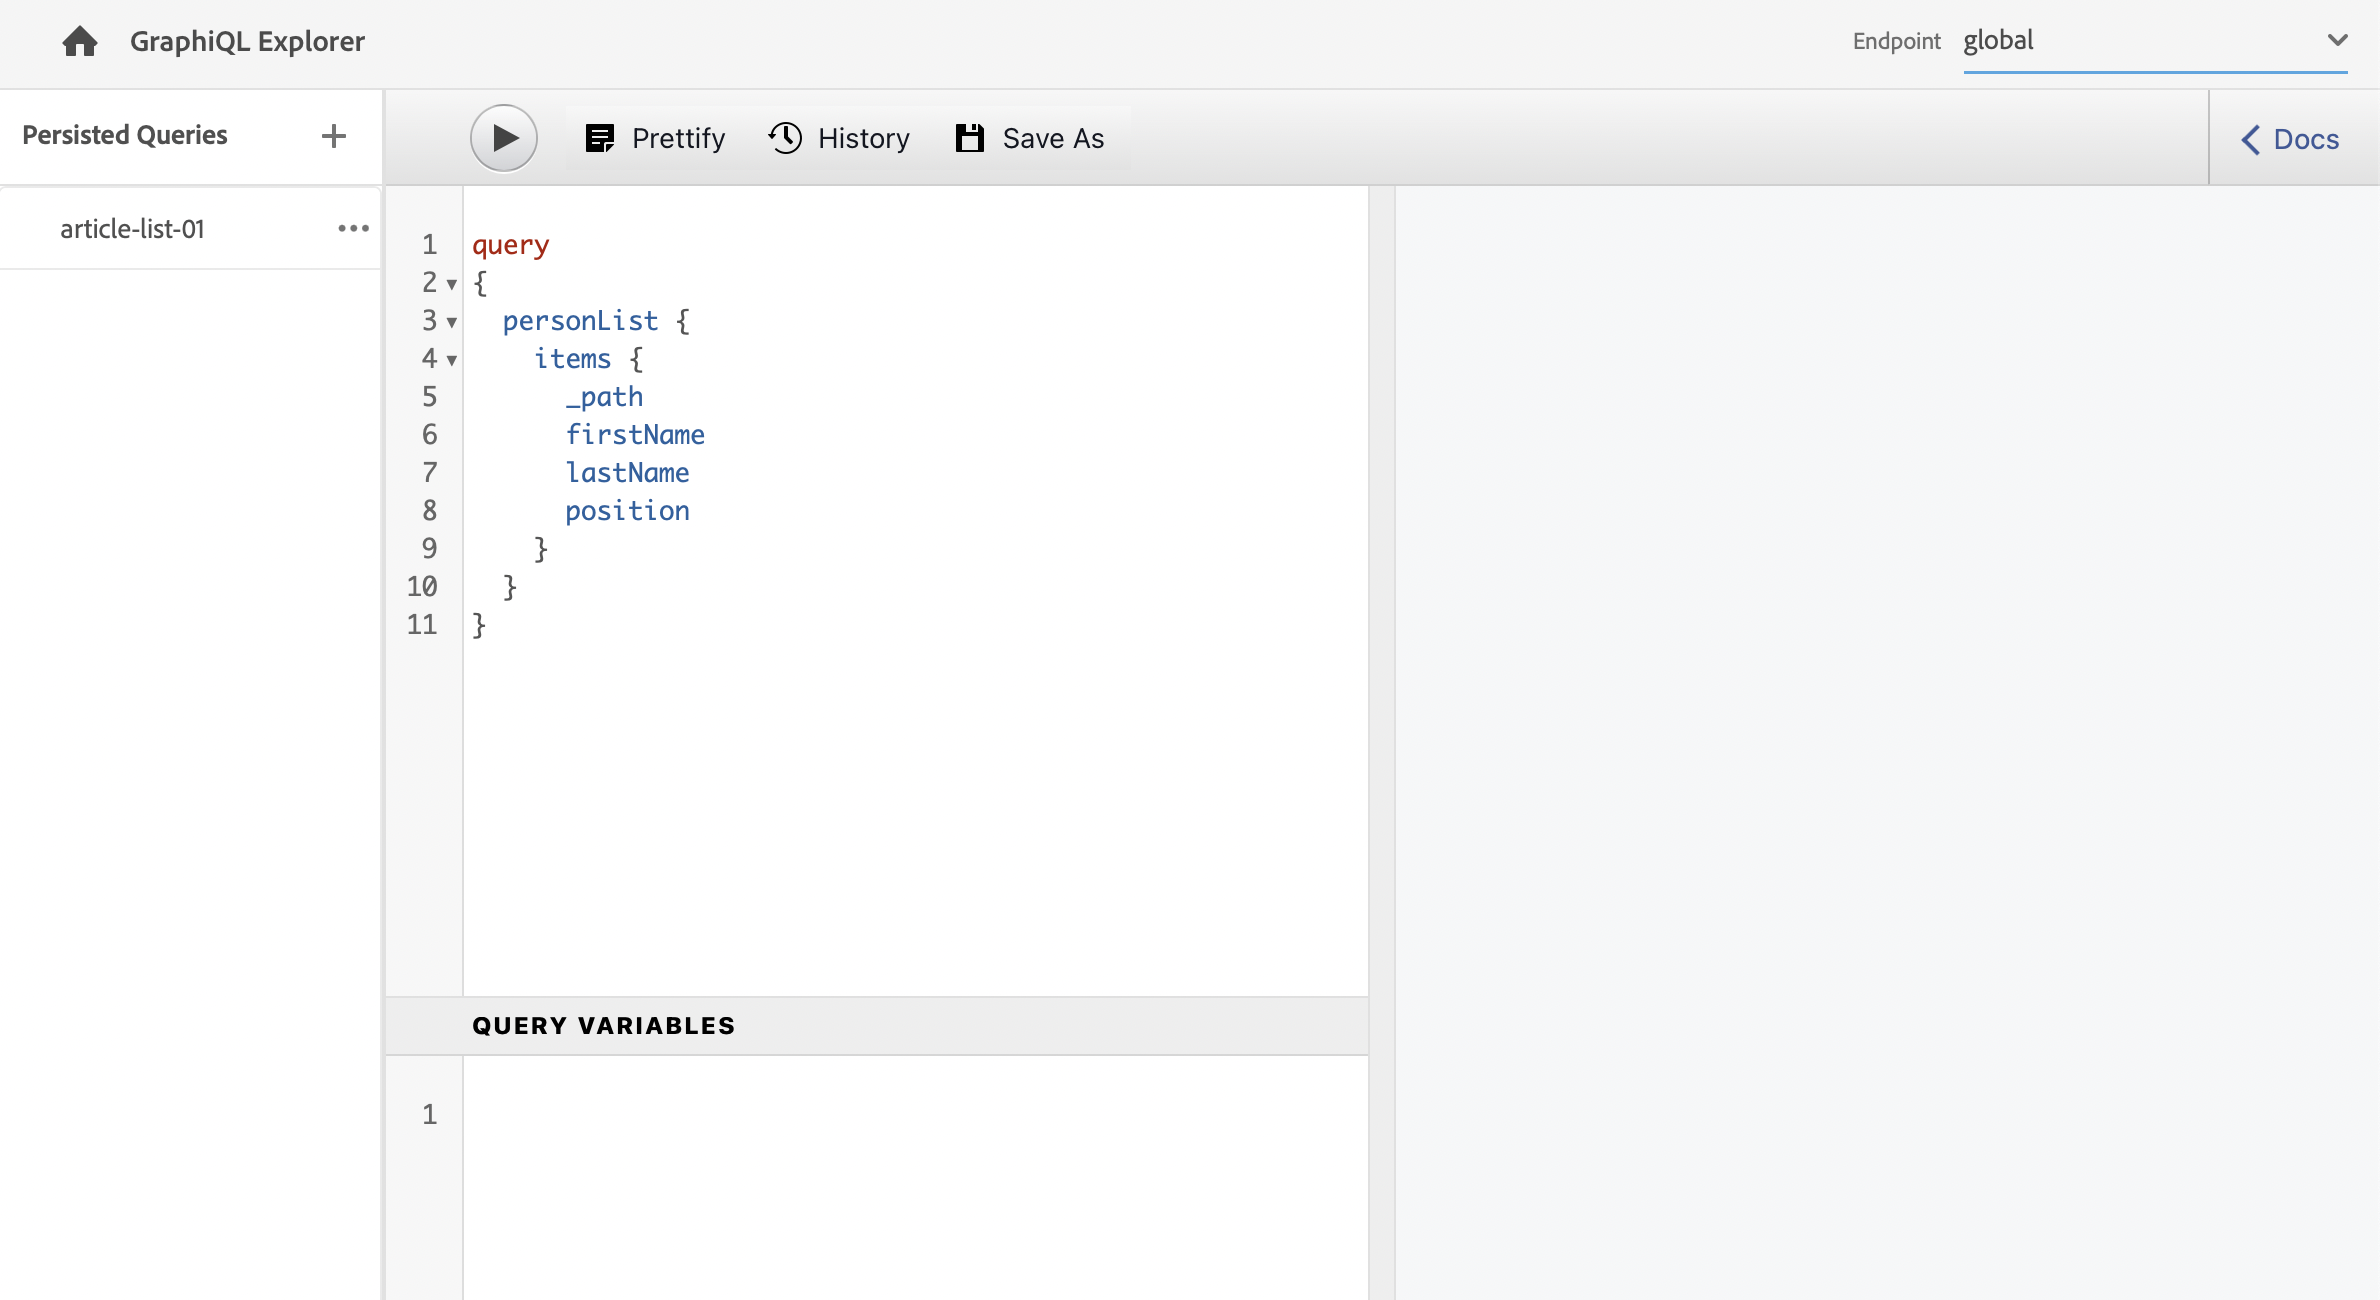 GraphiQL Explorer
Endpoint global
Persisted Queries
Prettify History Save As
Docs
article-list-01
1 query
2 {
3 personList {
4 items {
5 _path
6 firstName
7 lastName
8 position
9 }
10 }
11 }
QUERY VARIABLES
1